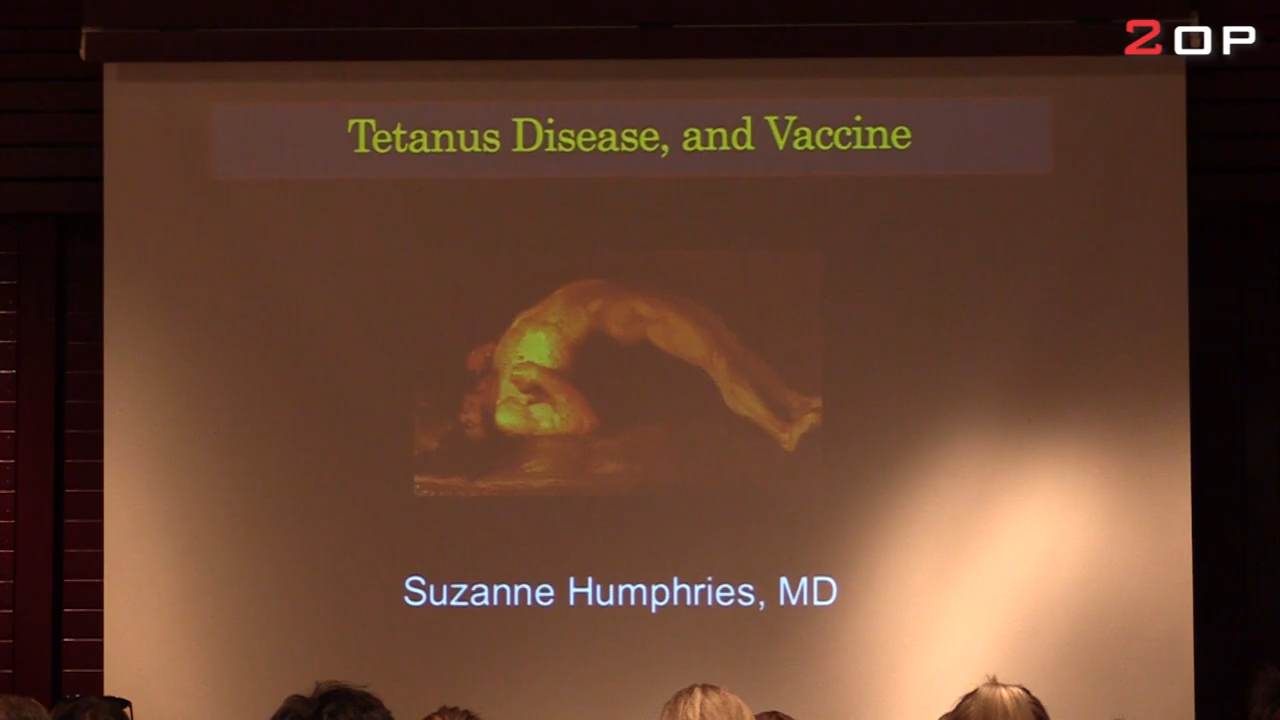 2OP
Tetanus Disease, and Vaccine
Suzanne Humphries, MD